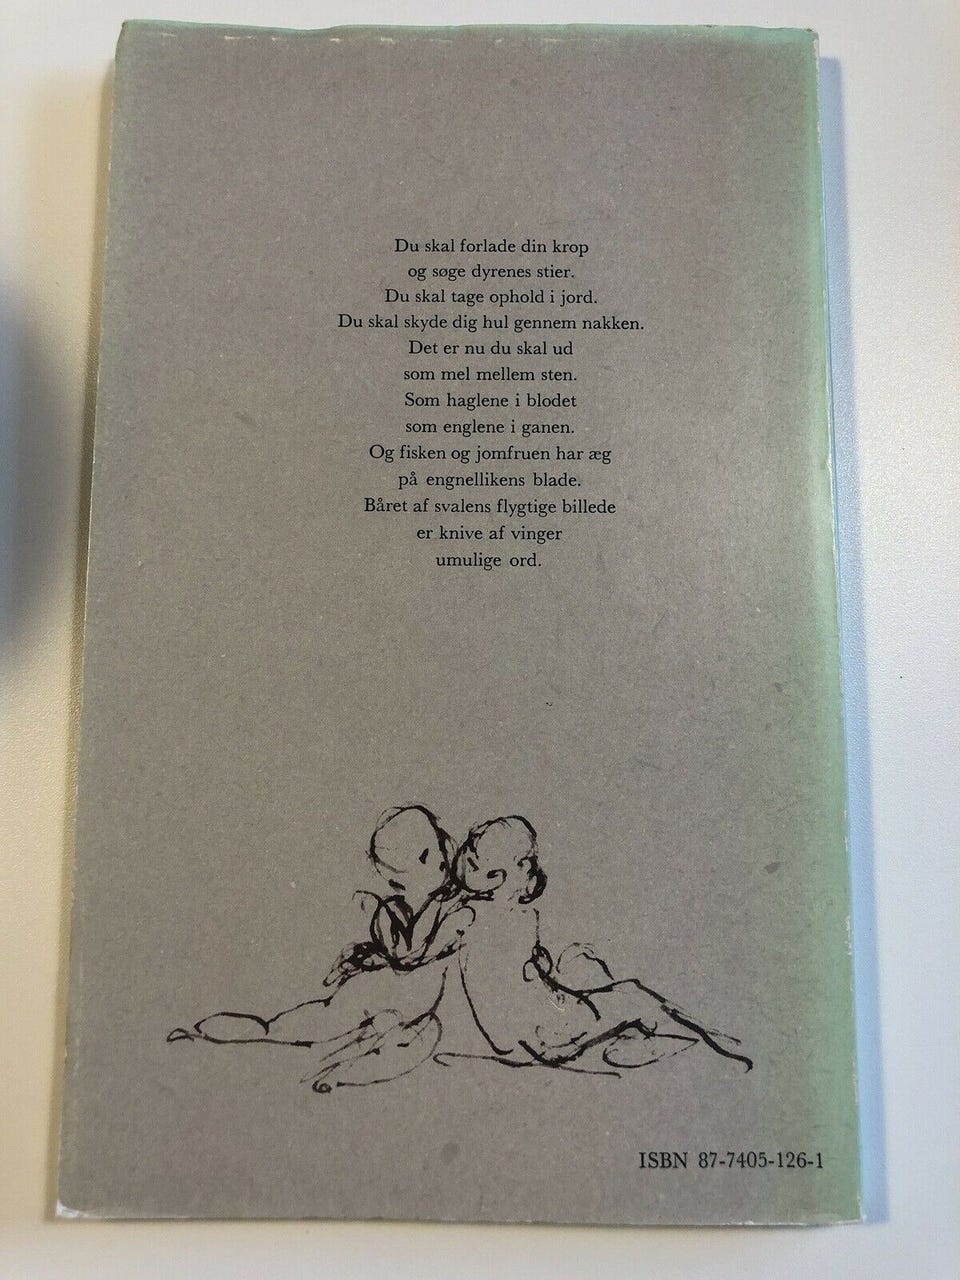 Du skal forlade din krop
og søge dyrenes stier.
Du skal tage ophold i jord.
Du skal skyde dig hul gennem nakken.
Det er nu du skal ud
som mel mellem sten.
Som haglene i blodet
som englene i ganen.
Og fisken og jomfruen har æg
på engnellikens blade.
Båret af svalens flygtige billede
er knive af vinger
umulige ord.
ISBN 87-7405-126-1